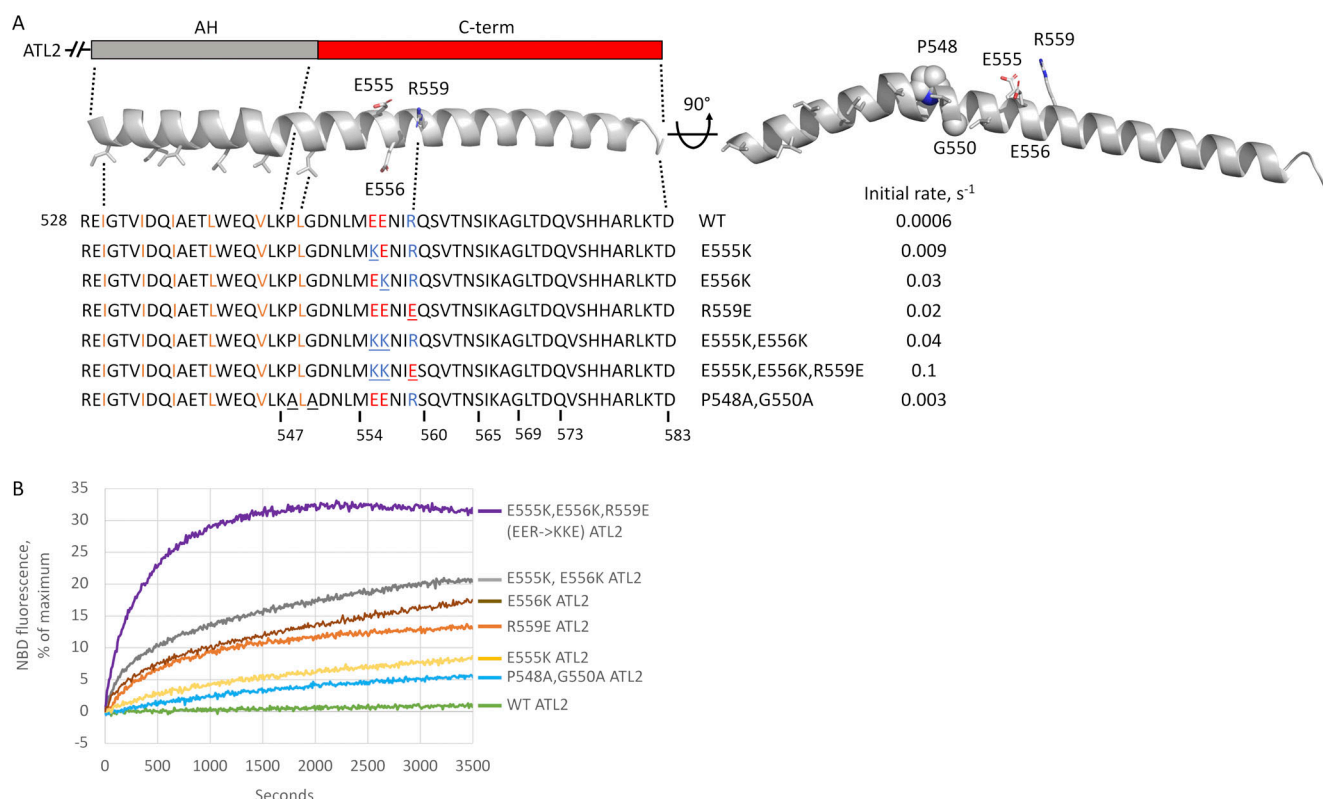 A
AH
C-term
ATL2
E555
R559
E556
90°
P548
E555
R559
G550
E556
Initial rate, s-1
528 REIGTVIDQIAETLWEQVLKPLGDNLMEENIRQSVTNSIKAGLTDQVSHHARLKTD WT 0.0006
REIGTVIDQIAETLWEQVLKPLGDNLMKENIRQSVTNSIKAGLTDQVSHHARLKTD E555K 0.009
REIGTVIDQIAETLWEQVLKPLGDNLMEKNIRQSVTNSIKAGLTDQVSHHARLKTD E556K 0.03
REIGTVIDQIAETLWEQVLKPLGDNLMEENIEQSVTNSIKAGLTDQVSHHARLKTD R559E 0.02
REIGTVIDQIAETLWEQVLKPLGDNLMKKNIRQSVTNSIKAGLTDQVSHHARLKTD E555K,E556K 0.04
REIGTVIDQIAETLWEQVLKPLGDNLMKKNIESQVTNSIKAGLTDQVSHHARLKTD E555K,E556K,R559E 0.1
REIGTVIDQIAETLWEQVLKALADNLMEENIRSQVTNSIKAGLTDQVSHHARLKTD P548A,G550A 0.003
547 554 560 565 569 573 583
B
NBD fluorescence,
% of maximum
35
30
25
20
15
10
5
0
-5
0 500 1000 1500 2000 2500 3000 3500
Seconds
E555K,E556K,R559E
(EER->KKE) ATL2
E555K, E556K ATL2
E556K ATL2
R559E ATL2
E555K ATL2
P548A,G550A ATL2
WT ATL2